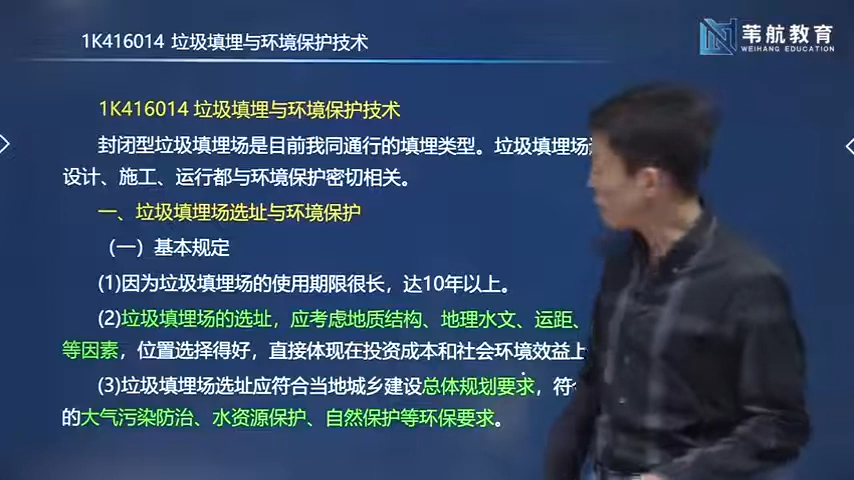 1K416014 垃圾填埋与环境保护技术
苇航教育
WEIHANG EDUCATION
1K416014 垃圾填埋与环境保护技术
封闭型垃圾填埋场是目前我同通行的填埋类型。垃圾填埋场
设计、施工、运行都与环境保护密切相关。
一、垃圾填埋场选址与环境保护
（一）基本规定
(1)因为垃圾填埋场的使用期限很长，达10年以上。
(2)垃圾填埋场的选址，应考虑地质结构、地理水文、运距、
等因素，位置选择得好，直接体现在投资成本和社会环境效益上
(3)垃圾填埋场选址应符合当地城乡建设总体规划要求，符
的大气污染防治、水资源保护、自然保护等环保要求。